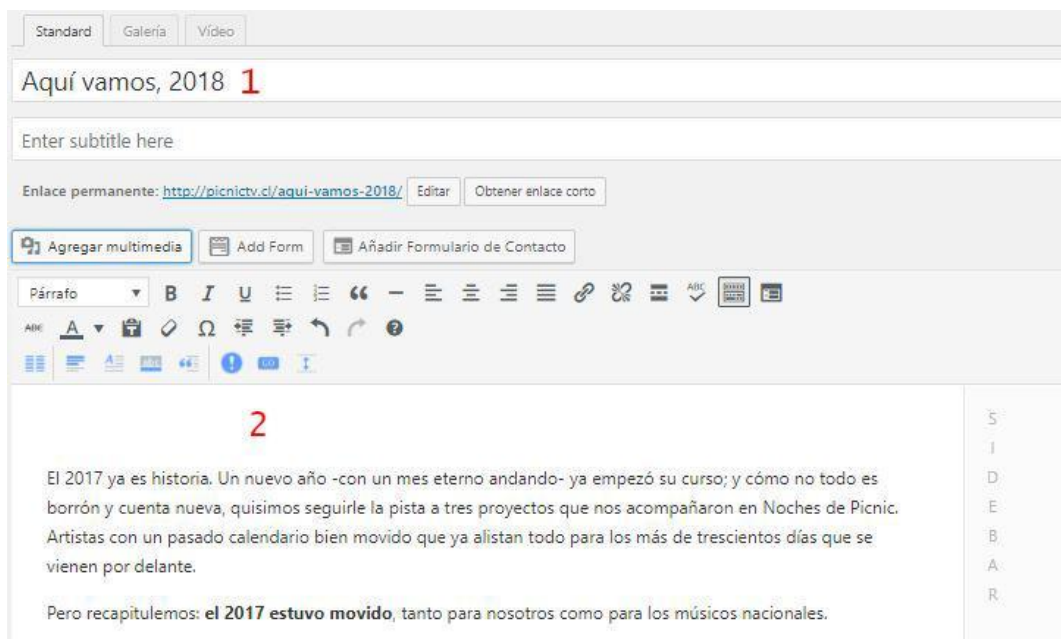 Standard Galería Vídeo
Aquí vamos, 2018 1
Enter subtitle here
Enlace permanente: http://picnictv.cl/aqui-vamos-2018/ Editar Obtener enlace corto
Agregar multimedia Add Form Añadir Formulario de Contacto
Párrafo B I U ABC
ABC A T Ω ?
A abc GO
2
El 2017 ya es historia. Un nuevo año -con un mes eterno andando- ya empezó su curso; y cómo no todo es
borrón y cuenta nueva, quisimos seguirle la pista a tres proyectos que nos acompañaron en Noches de Picnic.
Artistas con un pasado calendario bien movido que ya alistan todo para los más de trescientos días que se
vienen por delante.
Pero recapitulemos: el 2017 estuvo movido, tanto para nosotros como para los músicos nacionales.
S
I
D
E
B
A
R